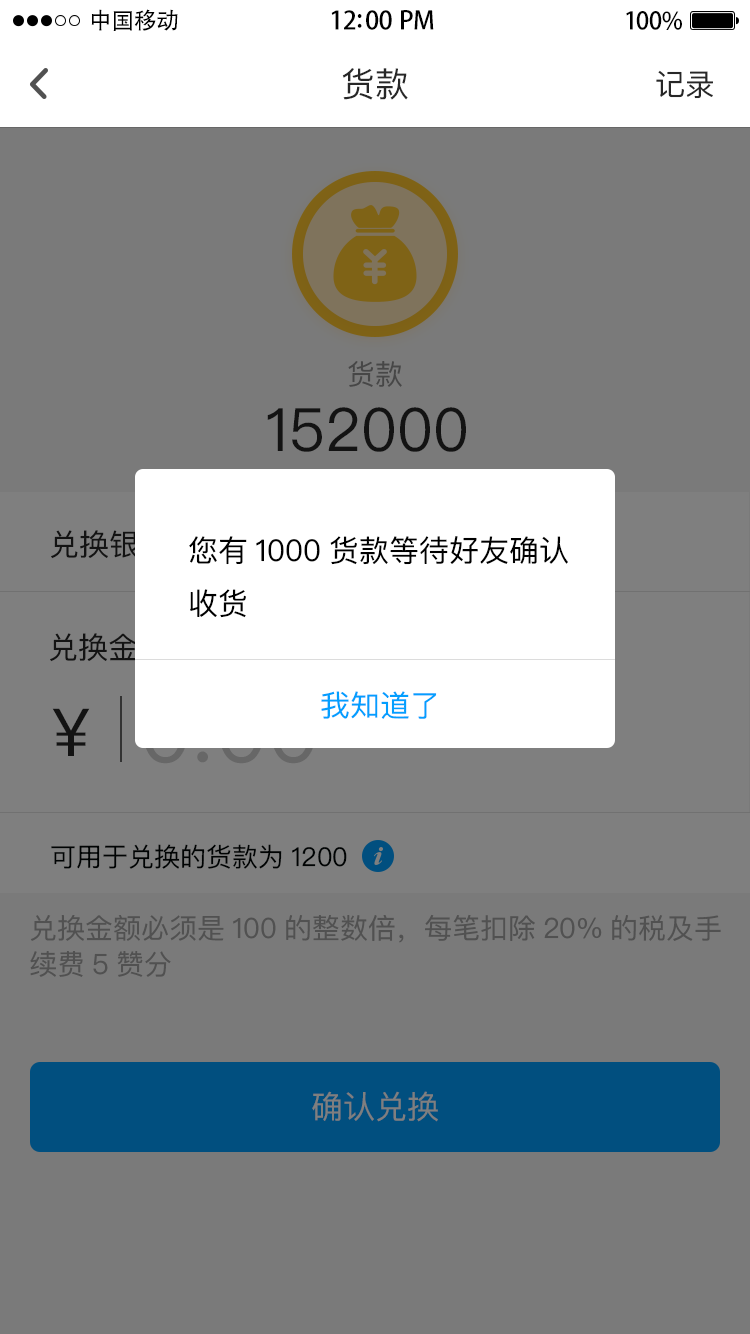 中国移动 12:00 PM 100%
货款 记录
¥
货款
152000
兑换银
您有 1000 货款等待好友确认
收货
兑换金
我知道了
¥
可用于兑换的货款为 1200 i
兑换金额必须是 100 的整数倍，每笔扣除 20% 的税及手
续费 5 赞分
确认兑换